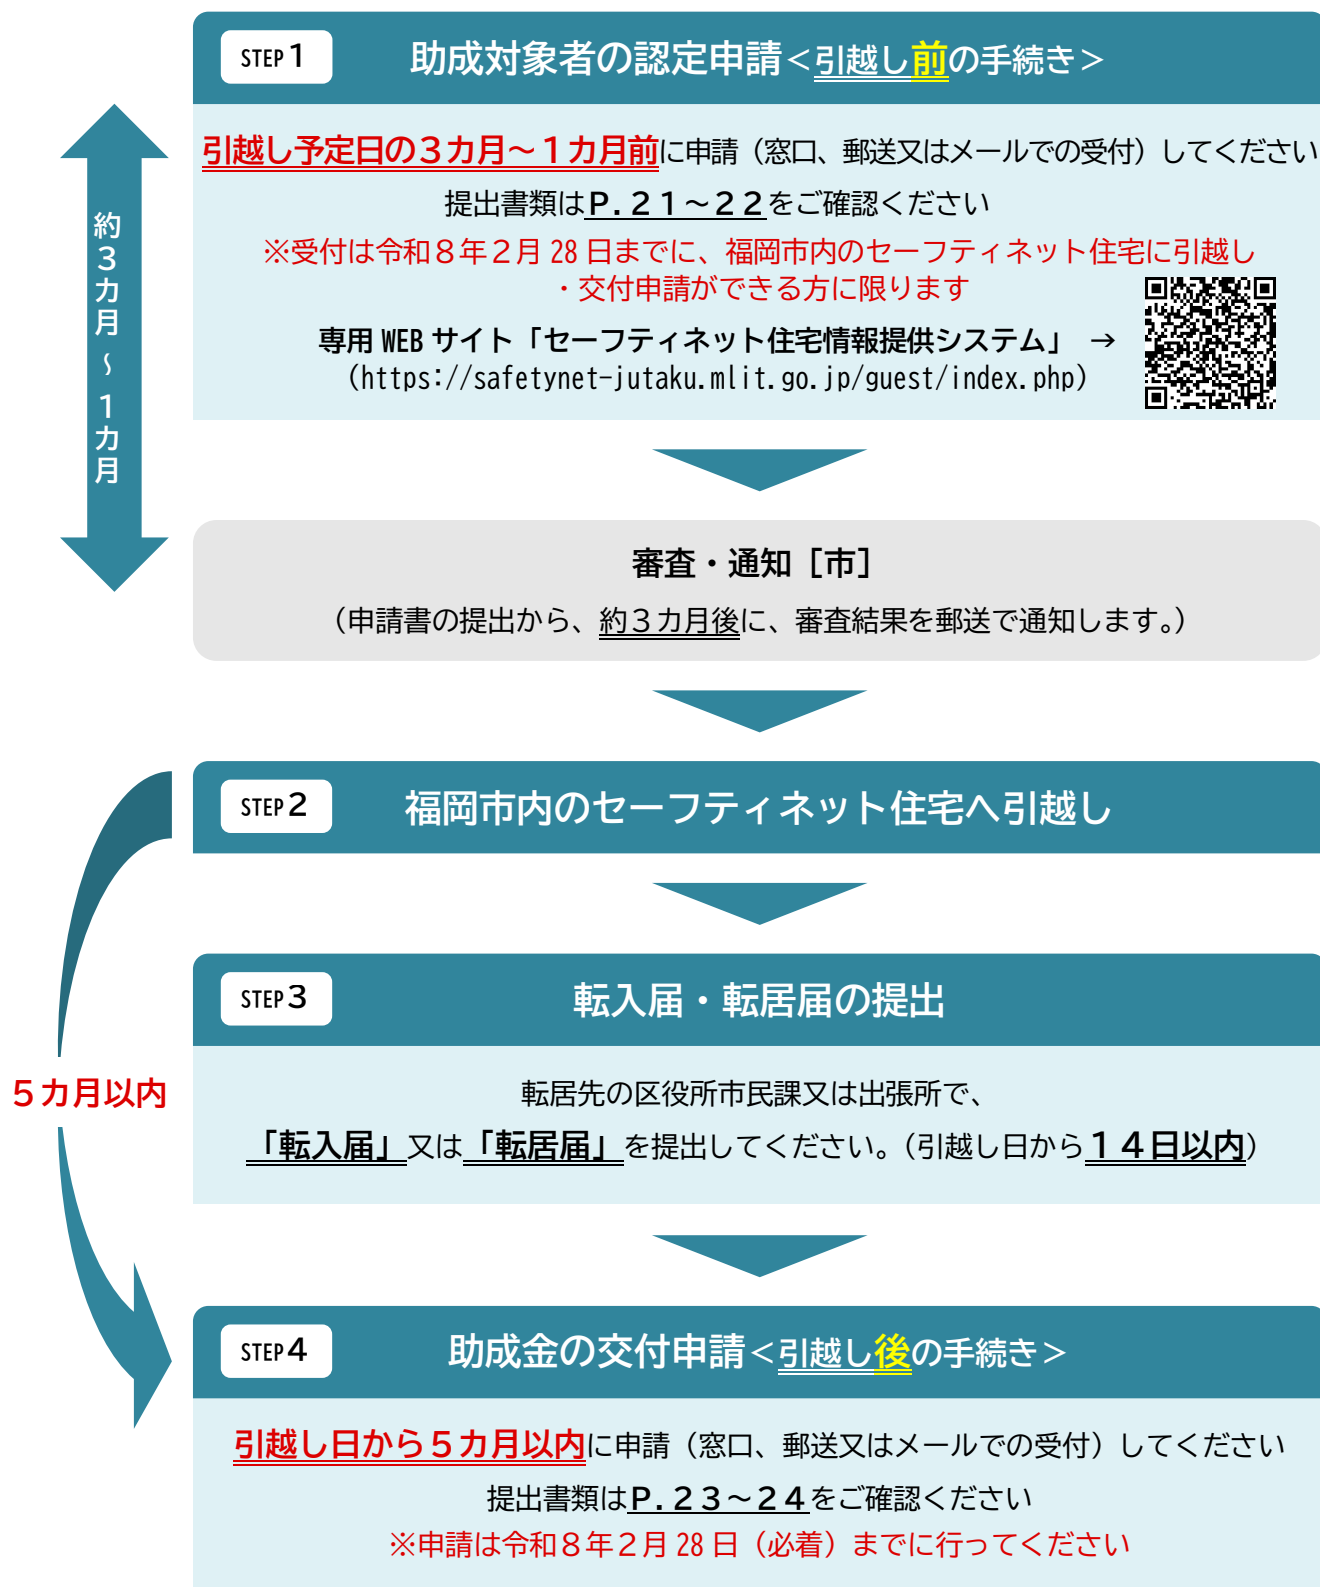 STEP1 助成対象者の認定申請＜引越し前の手続き＞
引越し予定日の３カ月～１カ月前に申請（窓口、郵送又はメールでの受付）してください
提出書類はP.２１～２２をご確認ください
※受付は令和８年２月 28 日までに、福岡市内のセーフティネット住宅に引越し
・交付申請ができる方に限ります
専用 WEB サイト「セーフティネット住宅情報提供システム」 →
（https://safetynet-jutaku.mlit.go.jp/guest/index.php）
約３カ月～１カ月
審査・通知［市］
（申請書の提出から、約３カ月後に、審査結果を郵送で通知します。）
STEP2 福岡市内のセーフティネット住宅へ引越し
STEP3 転入届・転居届の提出
転居先の区役所市民課又は出張所で、
「転入届」又は「転居届」を提出してください。（引越し日から１４日以内）
５カ月以内
STEP4 助成金の交付申請＜引越し後の手続き＞
引越し日から５カ月以内に申請（窓口、郵送又はメールでの受付）してください
提出書類はP.２３～２４をご確認ください
※申請は令和８年２月 28 日（必着）までに行ってください